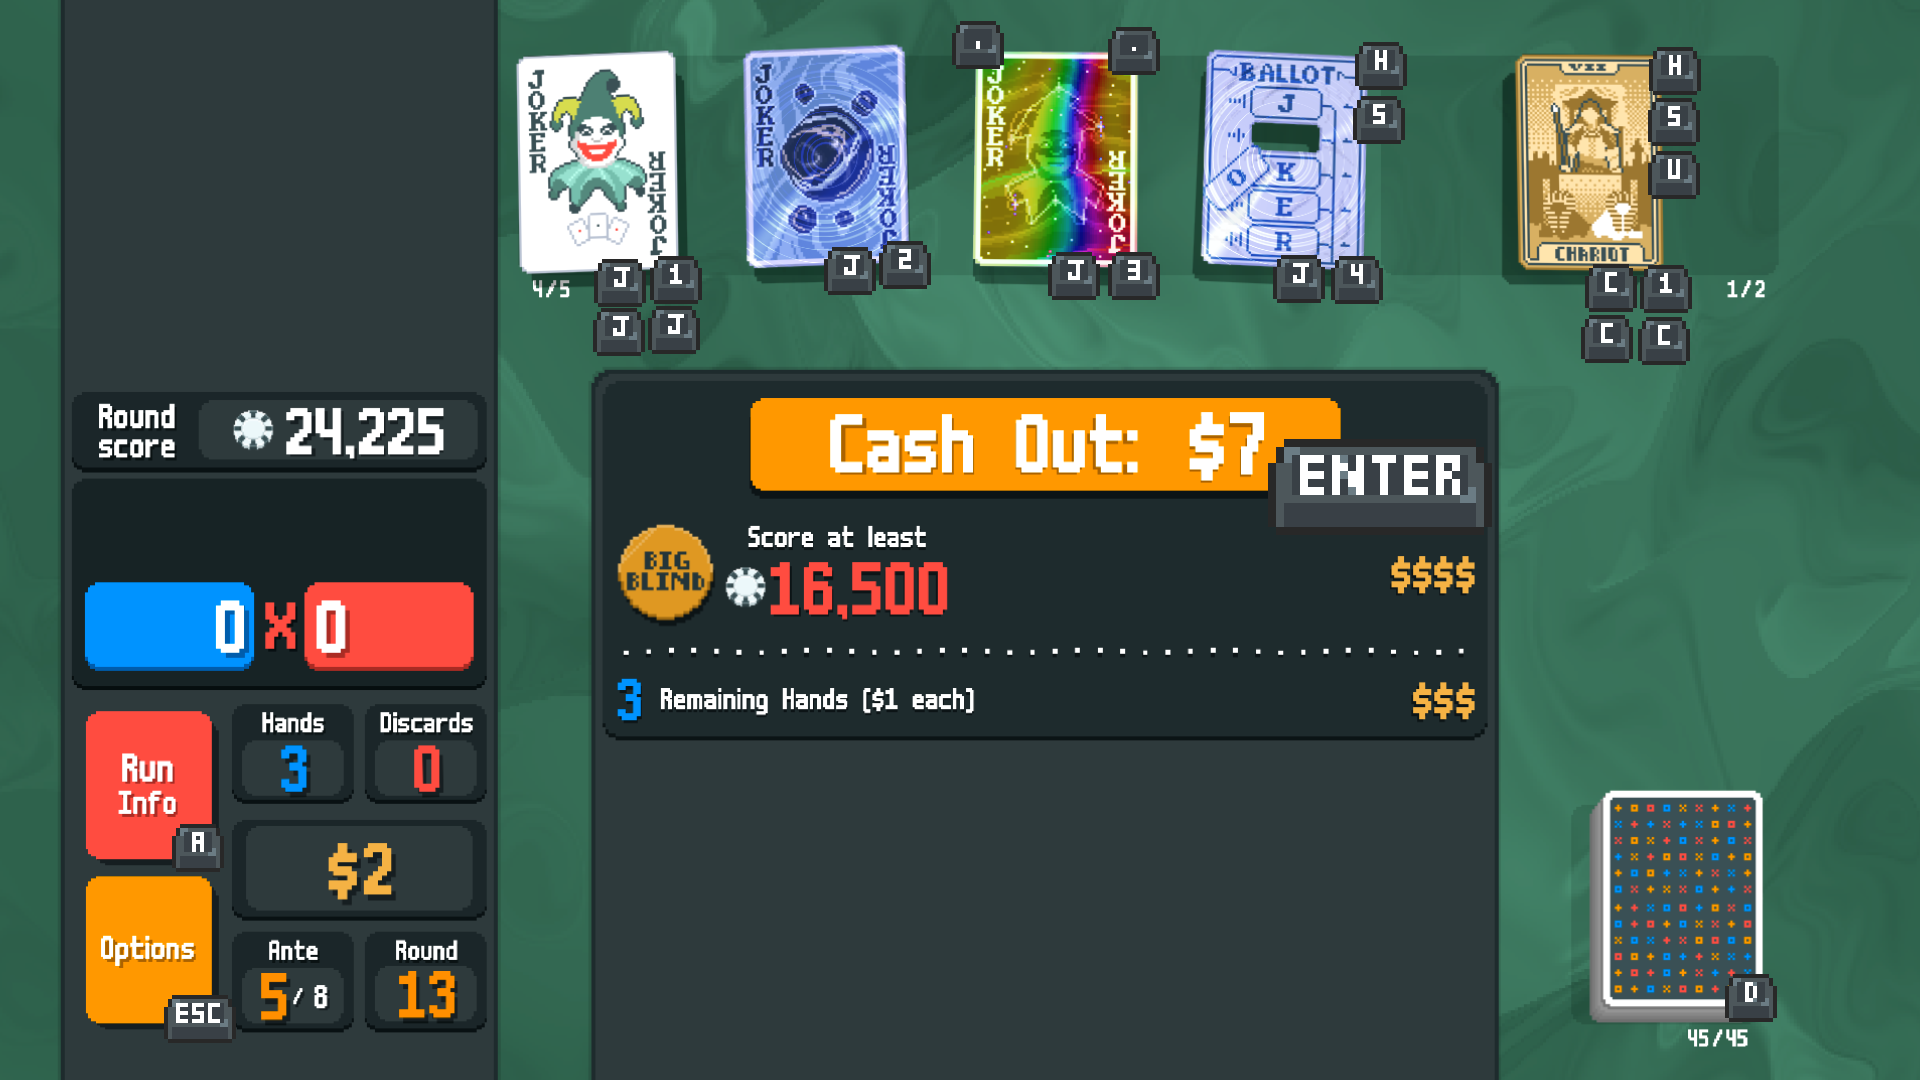 JOKER
JOKER
4/5
J 1
J J
JOKER
JOKER
J 2
,
.
JOKER
JOKER
J 3
BALLOT
J
O
K
E
R
H
S
J 4
VII
CHARIOT
H
S
U
C 1
C C
1/2
Round
score
24,225
0 X 0
Run
Info
A
Hands
3
Discards
0
$2
Options
ESC
Ante
5 / 8
Round
13
Cash Out: $7
ENTER
BIG
BLIND
Score at least
16,500
$$$$
3 Remaining Hands ($1 each)
$$$
D
45/45